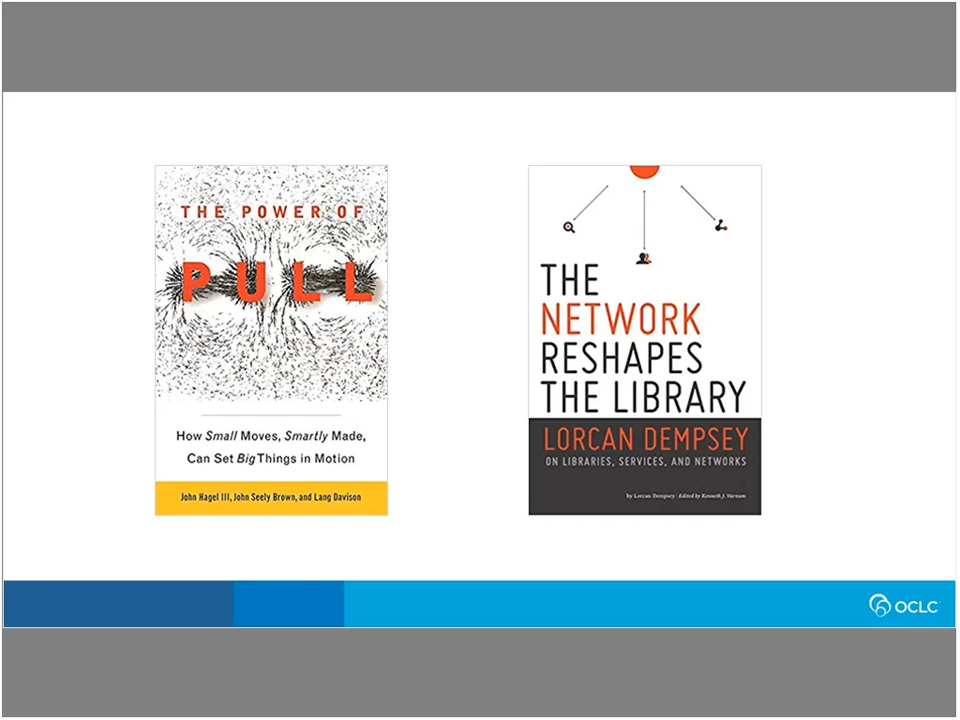 THE POWER OF
PULL
How Small Moves, Smartly Made,
Can Set Big Things in Motion
John Hagel III, John Seely Brown, and Lang Davison
THE
NETWORK
RESHAPES
THE LIBRARY
LORCAN DEMPSEY
ON LIBRARIES, SERVICES, AND NETWORKS
by Lorcan Dempsey | Edited by Kenneth J. Varnum
OCLC